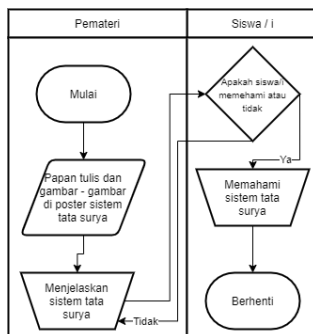 Pemateri
Siswa / i
Mulai
Apakah siswa/i
memehami atau
tidak
Papan tulis dan
gambar - gambar
di poster sistem
tata surya
Ya
Memahami
sistem tata
surya
Menjelaskan
sistem tata
surya
Tidak
Berhenti